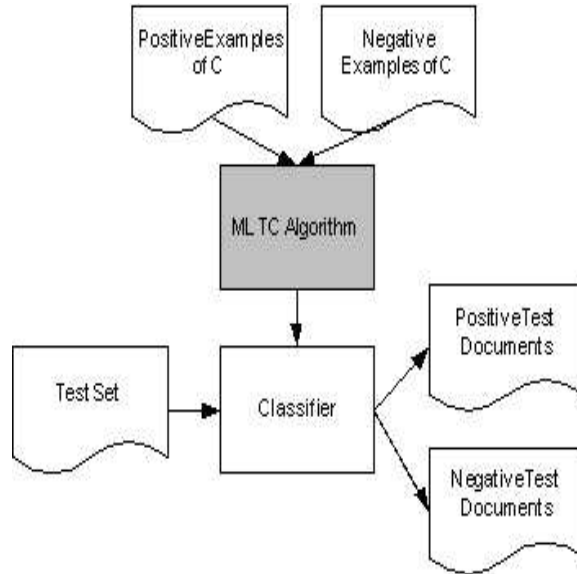 PositiveExamples
of C
Negative
Examples of C
ML TC Algorithm
PositiveTest
Documents
Test Set
Classifier
NegativeTest
Documents